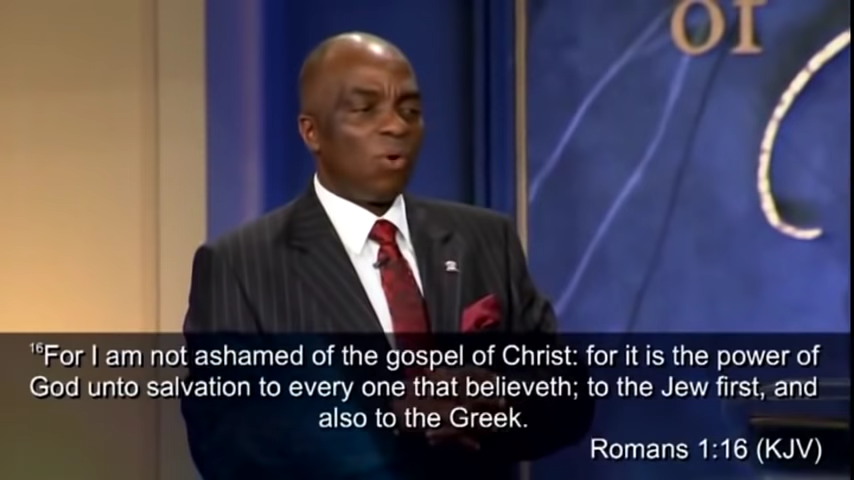 of
¹⁶For I am not ashamed of the gospel of Christ: for it is the power of
God unto salvation to every one that believeth; to the Jew first, and
also to the Greek.
Romans 1:16 (KJV)